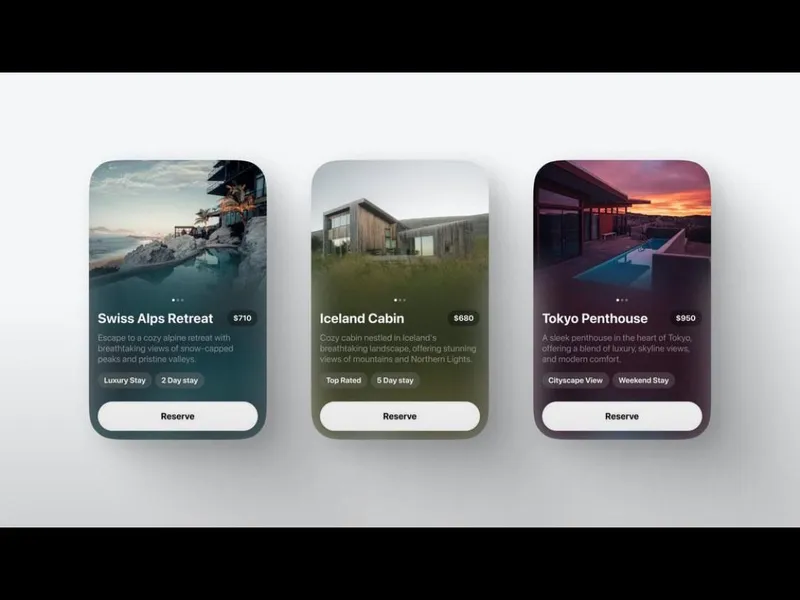 Swiss Alps Retreat
$710
Escape to a cozy alpine retreat with
breathtaking views of snow-capped
peaks and pristine valleys.
Luxury Stay
2 Day stay
Reserve
Iceland Cabin
$680
Cozy cabin nestled in Iceland's
breathtaking landscape, offering stunning
views of mountains and Northern Lights.
Top Rated
5 Day stay
Reserve
Tokyo Penthouse
$950
A sleek penthouse in the heart of Tokyo,
offering a blend of luxury, skyline views,
and modern comfort.
Cityscape View
Weekend Stay
Reserve